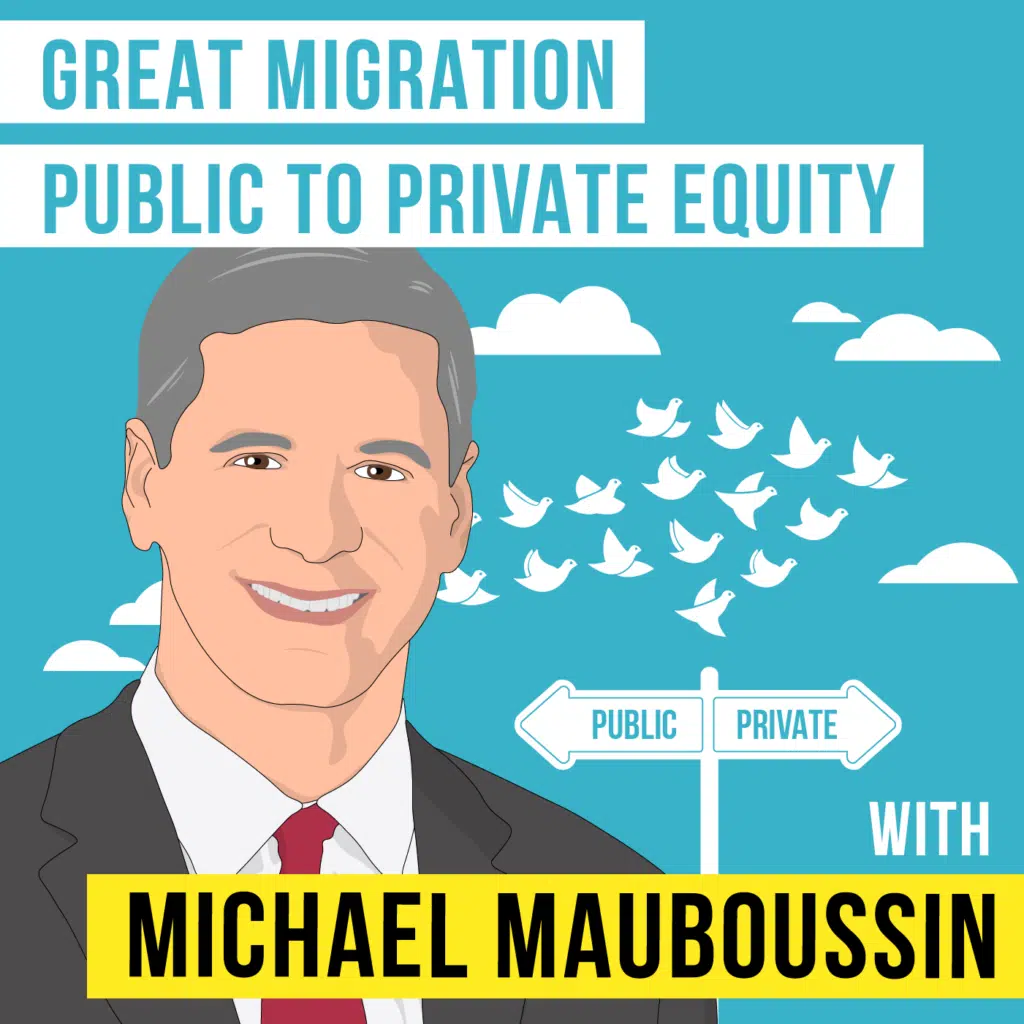 GREAT MIGRATION
PUBLIC TO PRIVATE EQUITY
PUBLIC
PRIVATE
WITH
MICHAEL MAUBOUSSIN